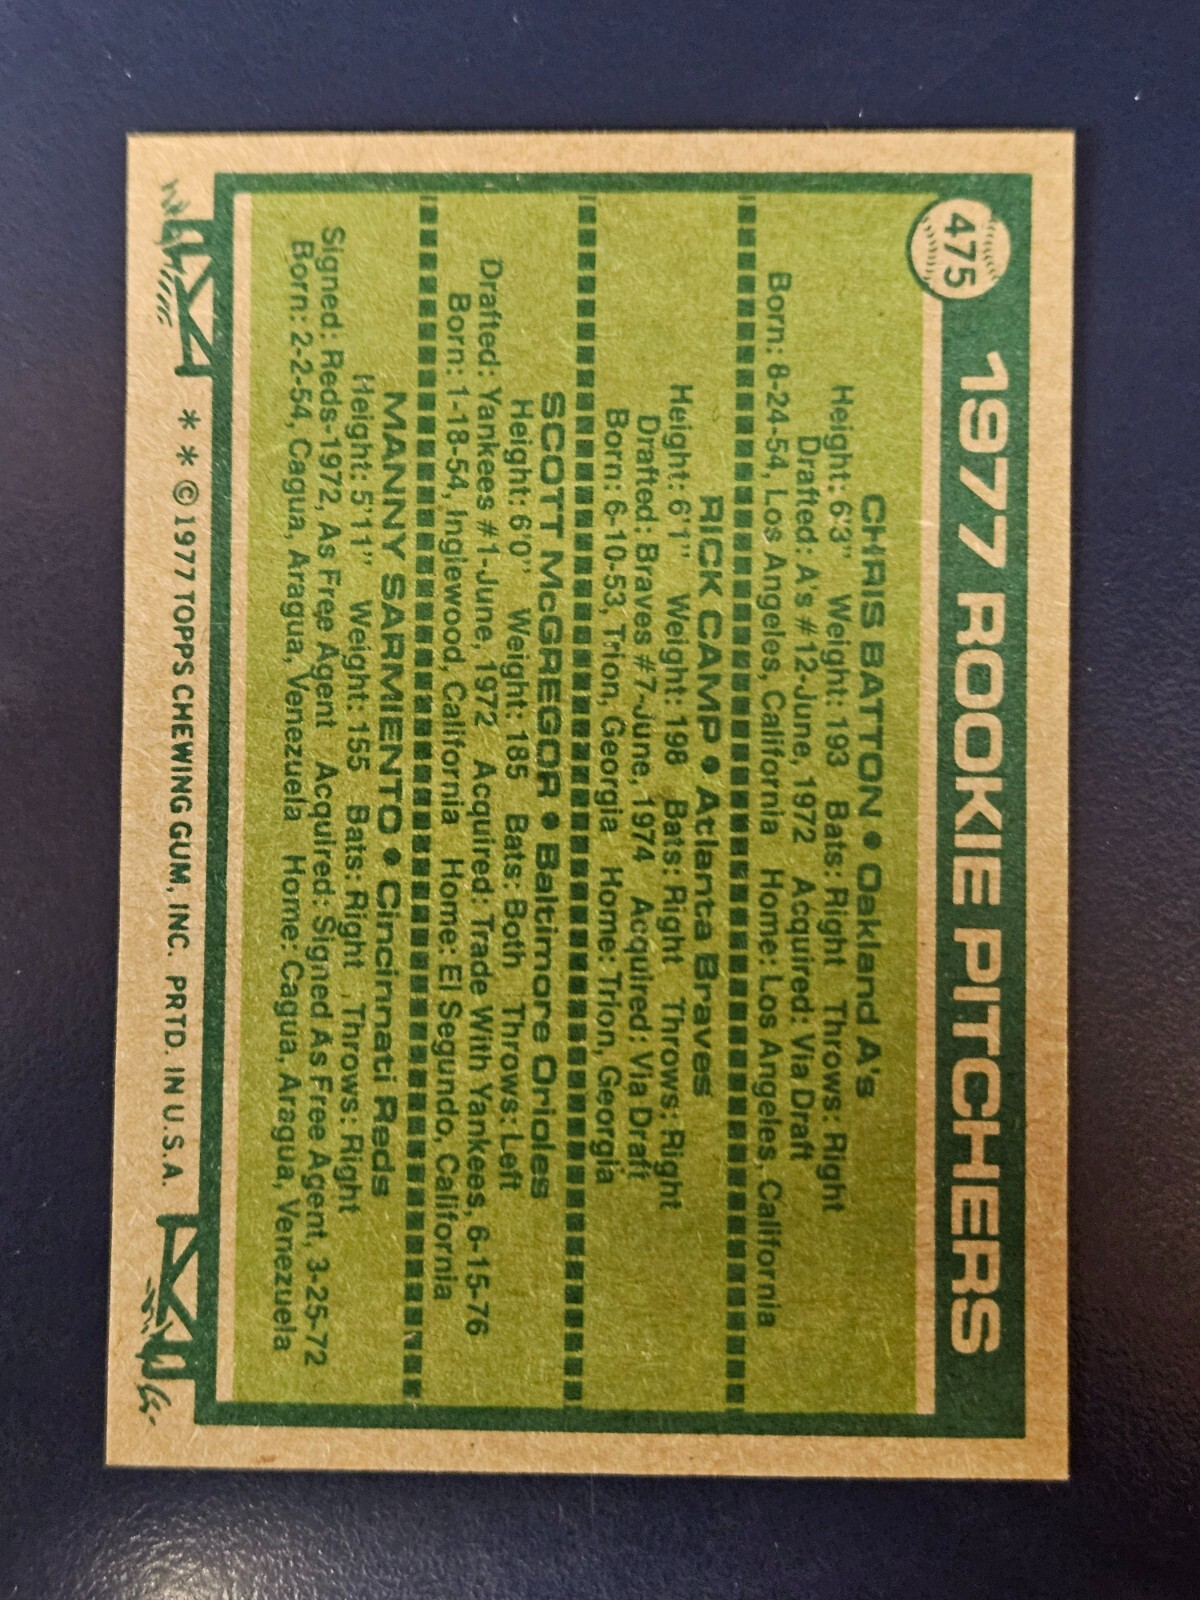 475
1977 ROOKIE PITCHERS
CHRIS BATTON • Oakland A's
Height: 6'3" Weight: 193 Bats: Right Throws: Right
Drafted: A's #12-June, 1972 Acquired: Via Draft
Born: 8-24-54, Los Angeles, California Home: Los Angeles, California
RICK CAMP • Atlanta Braves
Height: 6'1" Weight: 198 Bats: Right Throws: Right
Drafted: Braves #7-June, 1974 Acquired: Via Draft
Born: 6-10-53, Trion, Georgia Home: Trion, Georgia
SCOTT McGREGOR • Baltimore Orioles
Height: 6'0" Weight: 185 Bats: Both Throws: Left
Drafted: Yankees #1-June, 1972 Acquired: Trade With Yankees, 6-15-76
Born: 1-18-54, Inglewood, California Home: El Segundo, California
MANNY SARMIENTO • Cincinnati Reds
Height: 5'11" Weight: 155 Bats: Right Throws: Right
Signed: Reds-1972, As Free Agent Acquired: Signed As Free Agent, 3-25-72
Born: 2-2-54, Cagua, Aragua, Venezuela Home: Cagua, Aragua, Venezuela
* * © 1977 TOPPS CHEWING GUM, INC. PRTD. IN U.S.A.